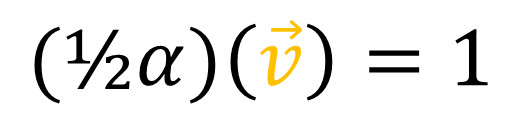 (½α)(v⃗) = 1